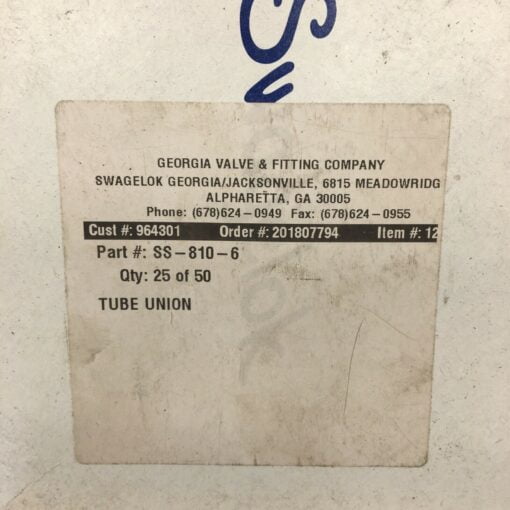 GEORGIA VALVE & FITTING COMPANY
SWAGELOK GEORGIA/JACKSONVILLE, 6815 MEADOWRIDG
ALPHARETTA, GA 30005
Phone: (678)624-0949 Fax: (678)624-0955
Cust #: 964301 Order #: 201807794 Item #: 12
Part #: SS-810-6
Qty: 25 of 50
TUBE UNION